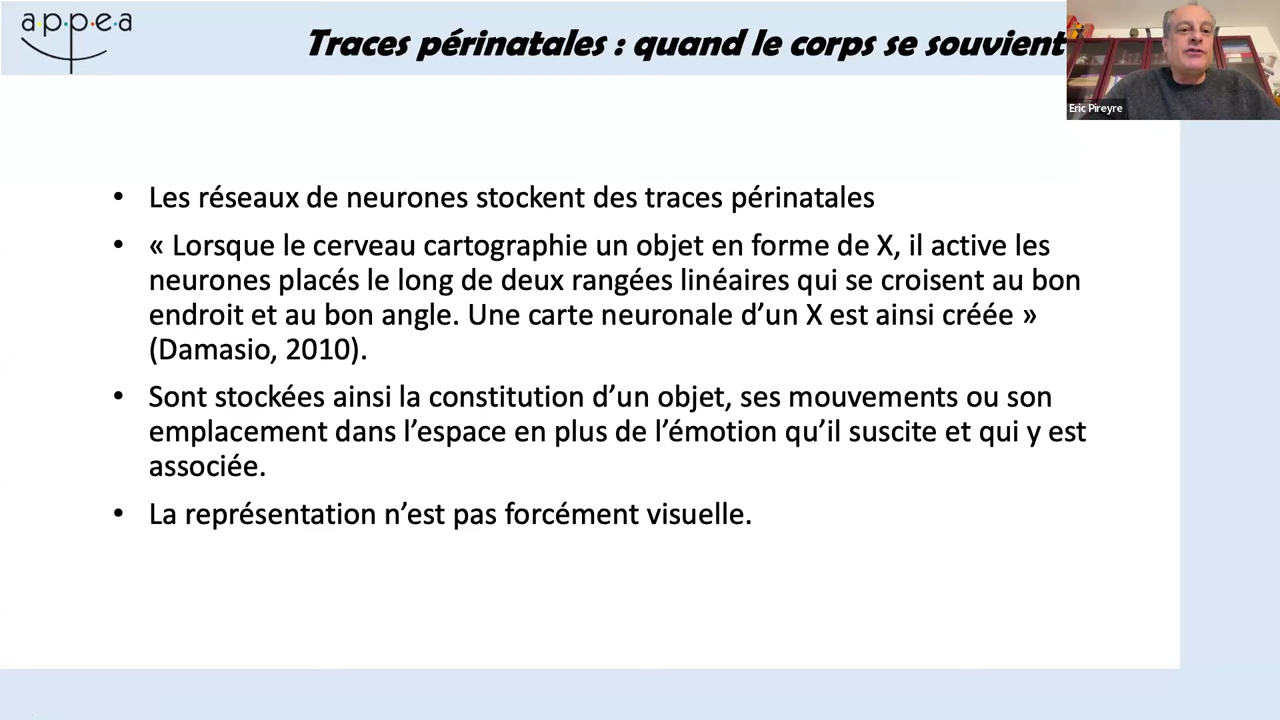 appea
Traces périnatales : quand le corps se souvient
Eric Pireyre
• Les réseaux de neurones stockent des traces périnatales
• « Lorsque le cerveau cartographie un objet en forme de X, il active les
neurones placés le long de deux rangées linéaires qui se croisent au bon
endroit et au bon angle. Une carte neuronale d’un X est ainsi créée »
(Damasio, 2010).
• Sont stockées ainsi la constitution d’un objet, ses mouvements ou son
emplacement dans l’espace en plus de l’émotion qu’il suscite et qui y est
associée.
• La représentation n’est pas forcément visuelle.